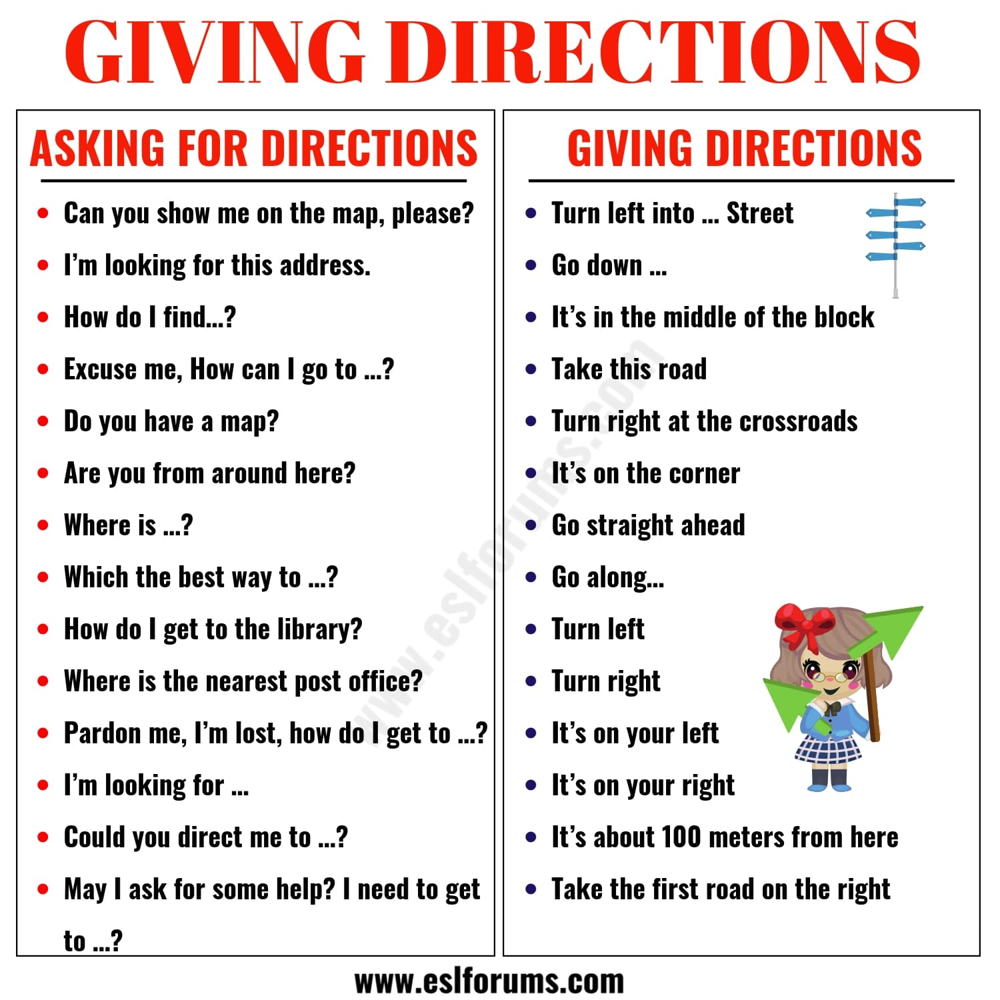 GIVING DIRECTIONS
ASKING FOR DIRECTIONS
Can you show me on the map, please?
I'm looking for this address.
How do I find...?
Excuse me, How can I go to ...?
Do you have a map?
Are you from around here?
Where is ...?
Which the best way to ...?
How do I get to the library?
Where is the nearest post office?
Pardon me, I'm lost, how do I get to ...?
I'm looking for ...
Could you direct me to ...?
May I ask for some help? I need to get
to ...?
GIVING DIRECTIONS
Turn left into ... Street
Go down ...
It's in the middle of the block
Take this road
Turn right at the crossroads
It's on the corner
Go straight ahead
Go along...
Turn left
Turn right
It's on your left
It's on your right
It's about 100 meters from here
Take the first road on the right
www.eslforums.com
www.eslforums.com